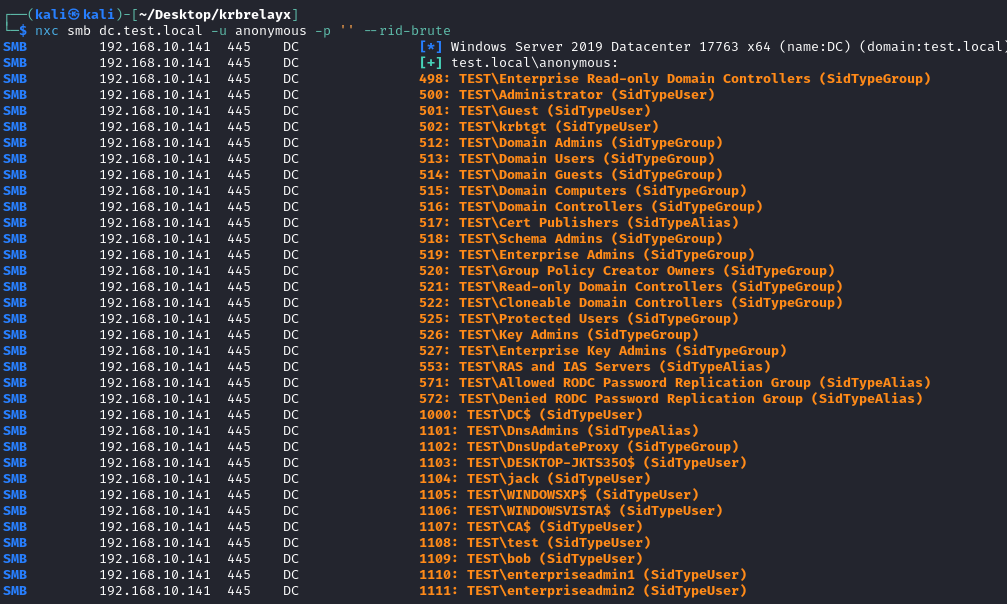 ┌──(kali㉿kali)-[~/Desktop/krbrelayx]
└─$ nxc smb dc.test.local -u anonymous -p '' --rid-brute
SMB 192.168.10.141 445 DC [*] Windows Server 2019 Datacenter 17763 x64 (name:DC) (domain:test.local)
SMB 192.168.10.141 445 DC [+] test.local\anonymous:
SMB 192.168.10.141 445 DC 498: TEST\Enterprise Read-only Domain Controllers (SidTypeGroup)
SMB 192.168.10.141 445 DC 500: TEST\Administrator (SidTypeUser)
SMB 192.168.10.141 445 DC 501: TEST\Guest (SidTypeUser)
SMB 192.168.10.141 445 DC 502: TEST\krbtgt (SidTypeUser)
SMB 192.168.10.141 445 DC 512: TEST\Domain Admins (SidTypeGroup)
SMB 192.168.10.141 445 DC 513: TEST\Domain Users (SidTypeGroup)
SMB 192.168.10.141 445 DC 514: TEST\Domain Guests (SidTypeGroup)
SMB 192.168.10.141 445 DC 515: TEST\Domain Computers (SidTypeGroup)
SMB 192.168.10.141 445 DC 516: TEST\Domain Controllers (SidTypeGroup)
SMB 192.168.10.141 445 DC 517: TEST\Cert Publishers (SidTypeAlias)
SMB 192.168.10.141 445 DC 518: TEST\Schema Admins (SidTypeGroup)
SMB 192.168.10.141 445 DC 519: TEST\Enterprise Admins (SidTypeGroup)
SMB 192.168.10.141 445 DC 520: TEST\Group Policy Creator Owners (SidTypeGroup)
SMB 192.168.10.141 445 DC 521: TEST\Read-only Domain Controllers (SidTypeGroup)
SMB 192.168.10.141 445 DC 522: TEST\Cloneable Domain Controllers (SidTypeGroup)
SMB 192.168.10.141 445 DC 525: TEST\Protected Users (SidTypeGroup)
SMB 192.168.10.141 445 DC 526: TEST\Key Admins (SidTypeGroup)
SMB 192.168.10.141 445 DC 527: TEST\Enterprise Key Admins (SidTypeGroup)
SMB 192.168.10.141 445 DC 553: TEST\RAS and IAS Servers (SidTypeAlias)
SMB 192.168.10.141 445 DC 571: TEST\Allowed RODC Password Replication Group (SidTypeAlias)
SMB 192.168.10.141 445 DC 572: TEST\Denied RODC Password Replication Group (SidTypeAlias)
SMB 192.168.10.141 445 DC 1000: TEST\DC$ (SidTypeUser)
SMB 192.168.10.141 445 DC 1101: TEST\DnsAdmins (SidTypeAlias)
SMB 192.168.10.141 445 DC 1102: TEST\DnsUpdateProxy (SidTypeGroup)
SMB 192.168.10.141 445 DC 1103: TEST\DESKTOP-JKTS35O$ (SidTypeUser)
SMB 192.168.10.141 445 DC 1104: TEST\jack (SidTypeUser)
SMB 192.168.10.141 445 DC 1105: TEST\WINDOWSXP$ (SidTypeUser)
SMB 192.168.10.141 445 DC 1106: TEST\WINDOWSVISTA$ (SidTypeUser)
SMB 192.168.10.141 445 DC 1107: TEST\CA$ (SidTypeUser)
SMB 192.168.10.141 445 DC 1108: TEST\test (SidTypeUser)
SMB 192.168.10.141 445 DC 1109: TEST\bob (SidTypeUser)
SMB 192.168.10.141 445 DC 1110: TEST\enterpriseadmin1 (SidTypeUser)
SMB 192.168.10.141 445 DC 1111: TEST\enterpriseadmin2 (SidTypeUser)